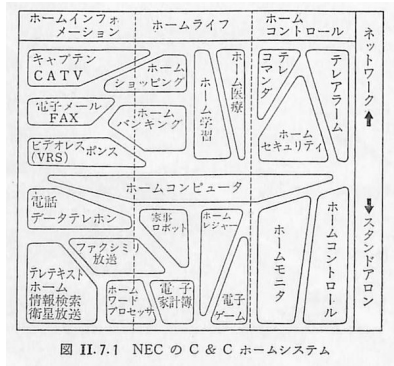 ホームインフォ
メーション
ホームライフ
ホーム
コントロール
キャプテン
CATV
ホーム
ショッピング
ホーム学習
ホーム医療
テレコマンダ
テレアラーム
電子メール
FAX
ホーム
バンキング
ホーム
セキュリティ
ビデオレスポンス
(VRS)
ネットワーク
ホームコンピュータ
電話
データテレホン
家事
ロボット
ホーム
レジャー
ホームモニタ
ホームコントロール
スタンドアロン
ファクシミリ
放送
テレテキスト
ホーム
情報検索
衛星放送
ホーム
ワード
プロセッサ
電子
家計簿
電子
ゲーム
図 II.7.1 NECのC&Cホームシステム